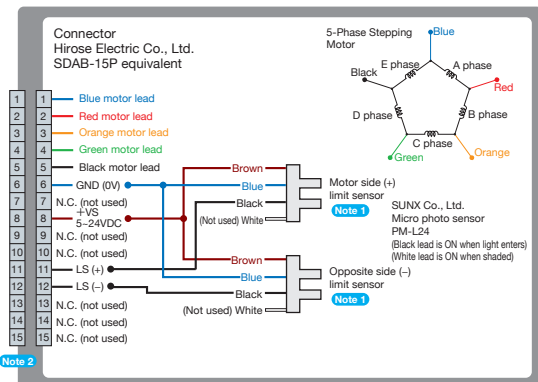 Connector
Hirose Electric Co., Ltd.
SDAB-15P equivalent
5-Phase Stepping
Motor
Blue
E phase
A phase
Black
Red
D phase
B phase
C phase
Green
Orange
1 1 Blue motor lead
2 2 Red motor lead
3 3 Orange motor lead
4 4 Green motor lead
5 5 Black motor lead
6 6 GND (0V)
7 7 N.C. (not used)
8 8 +VS
5~24VDC
9 9 N.C. (not used)
10 10 N.C. (not used)
11 11 LS (+)
12 12 LS (−)
13 13 N.C. (not used)
14 14 N.C. (not used)
15 15 N.C. (not used)
Note 2
Brown
Blue
Black
(Not used) White
Motor side (+)
limit sensor
Note 1
Brown
Blue
Black
(Not used) White
Opposite side (−)
limit sensor
Note 1
SUNX Co., Ltd.
Micro photo sensor
PM-L24
(Black lead is ON when light enters)
(White lead is ON when shaded)